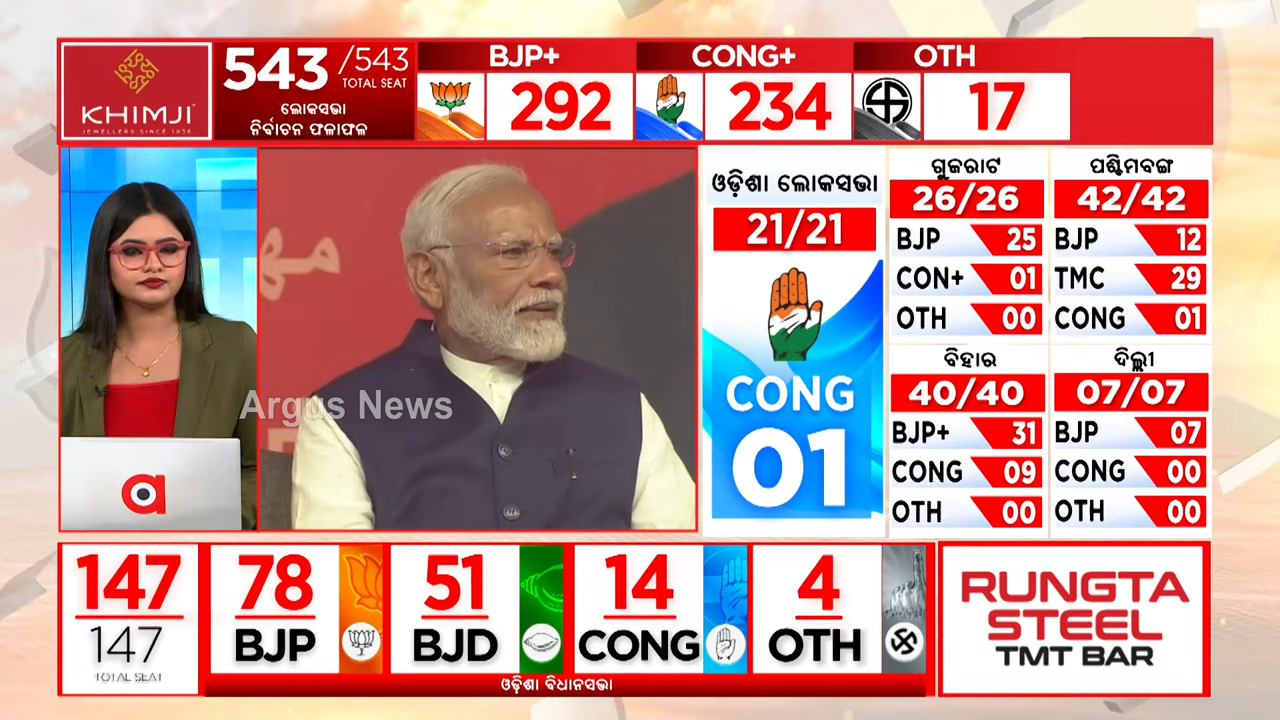 KHIMJI
JEWELLERS SINCE 1936
543 /543
TOTAL SEAT
ଲୋକସଭା
ନିର୍ବାଚନ ଫଳାଫଳ
BJP+
292
CONG+
234
OTH
17
Argus News
ଓଡ଼ିଶା ଲୋକସଭା
21/21
CONG
01
ଗୁଜରାଟ
26/26
BJP 25
CON+ 01
OTH 00
ପଶ୍ଚିମବଙ୍ଗ
42/42
BJP 12
TMC 29
CONG 01
ବିହାର
40/40
BJP+ 31
CONG 09
OTH 00
ଦିଲ୍ଲୀ
07/07
BJP 07
CONG 00
OTH 00
147
147
TOTAL SEAT
78
BJP
51
BJD
14
CONG
4
OTH
ଓଡ଼ିଶା ବିଧାନସଭା
RUNGTA
STEEL
TMT BAR